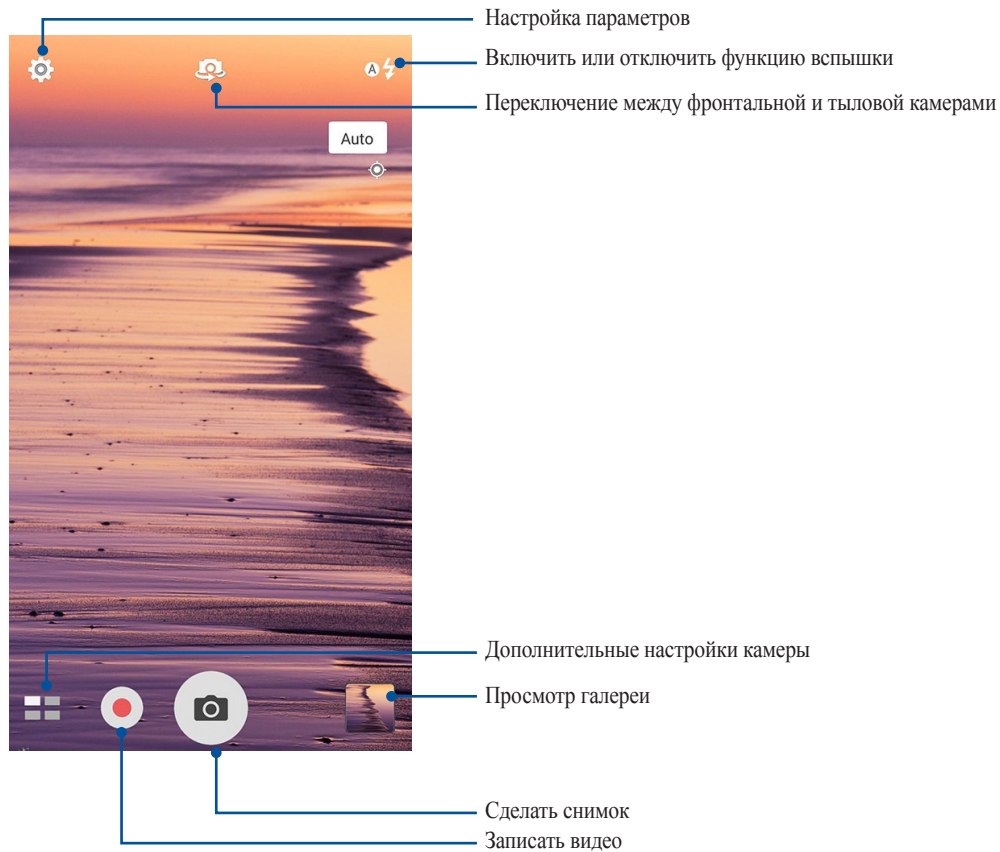 Настройка параметров
Включить или отключить функцию вспышки
A
Переключение между фронтальной и тыловой камерами
Auto
Дополнительные настройки камеры
Просмотр галереи
Сделать снимок
Записать видео